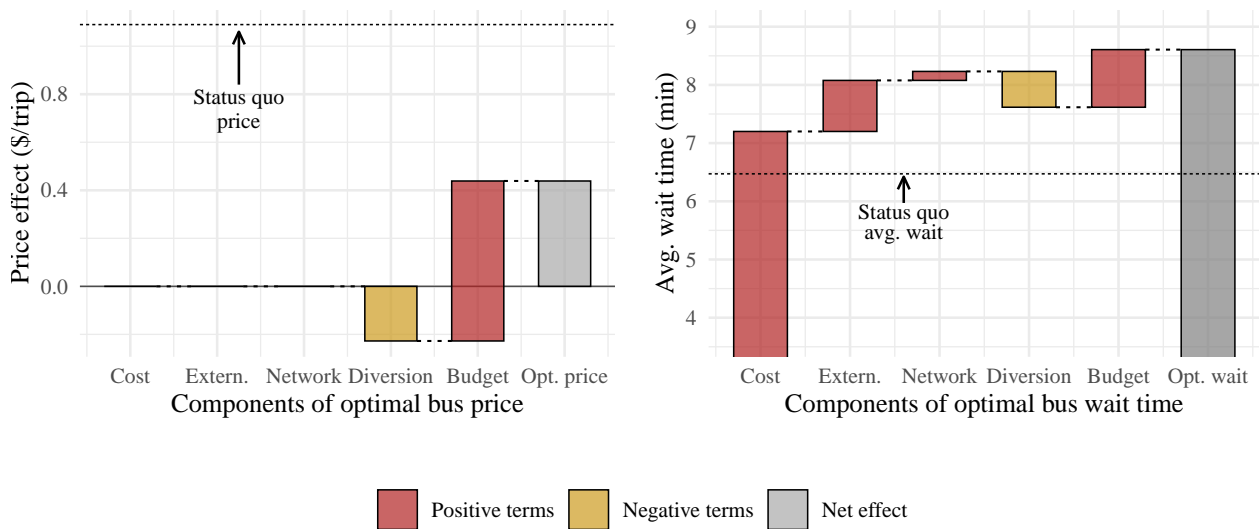 Price effect ($/trip)
0.8
0.4
0.0
Status quo
price
Cost Extern. Network Diversion Budget Opt. price
Components of optimal bus price
Avg. wait time (min)
9
8
7
6
5
4
Status quo
avg. wait
Cost Extern. Network Diversion Budget Opt. wait
Components of optimal bus wait time
Positive terms Negative terms Net effect